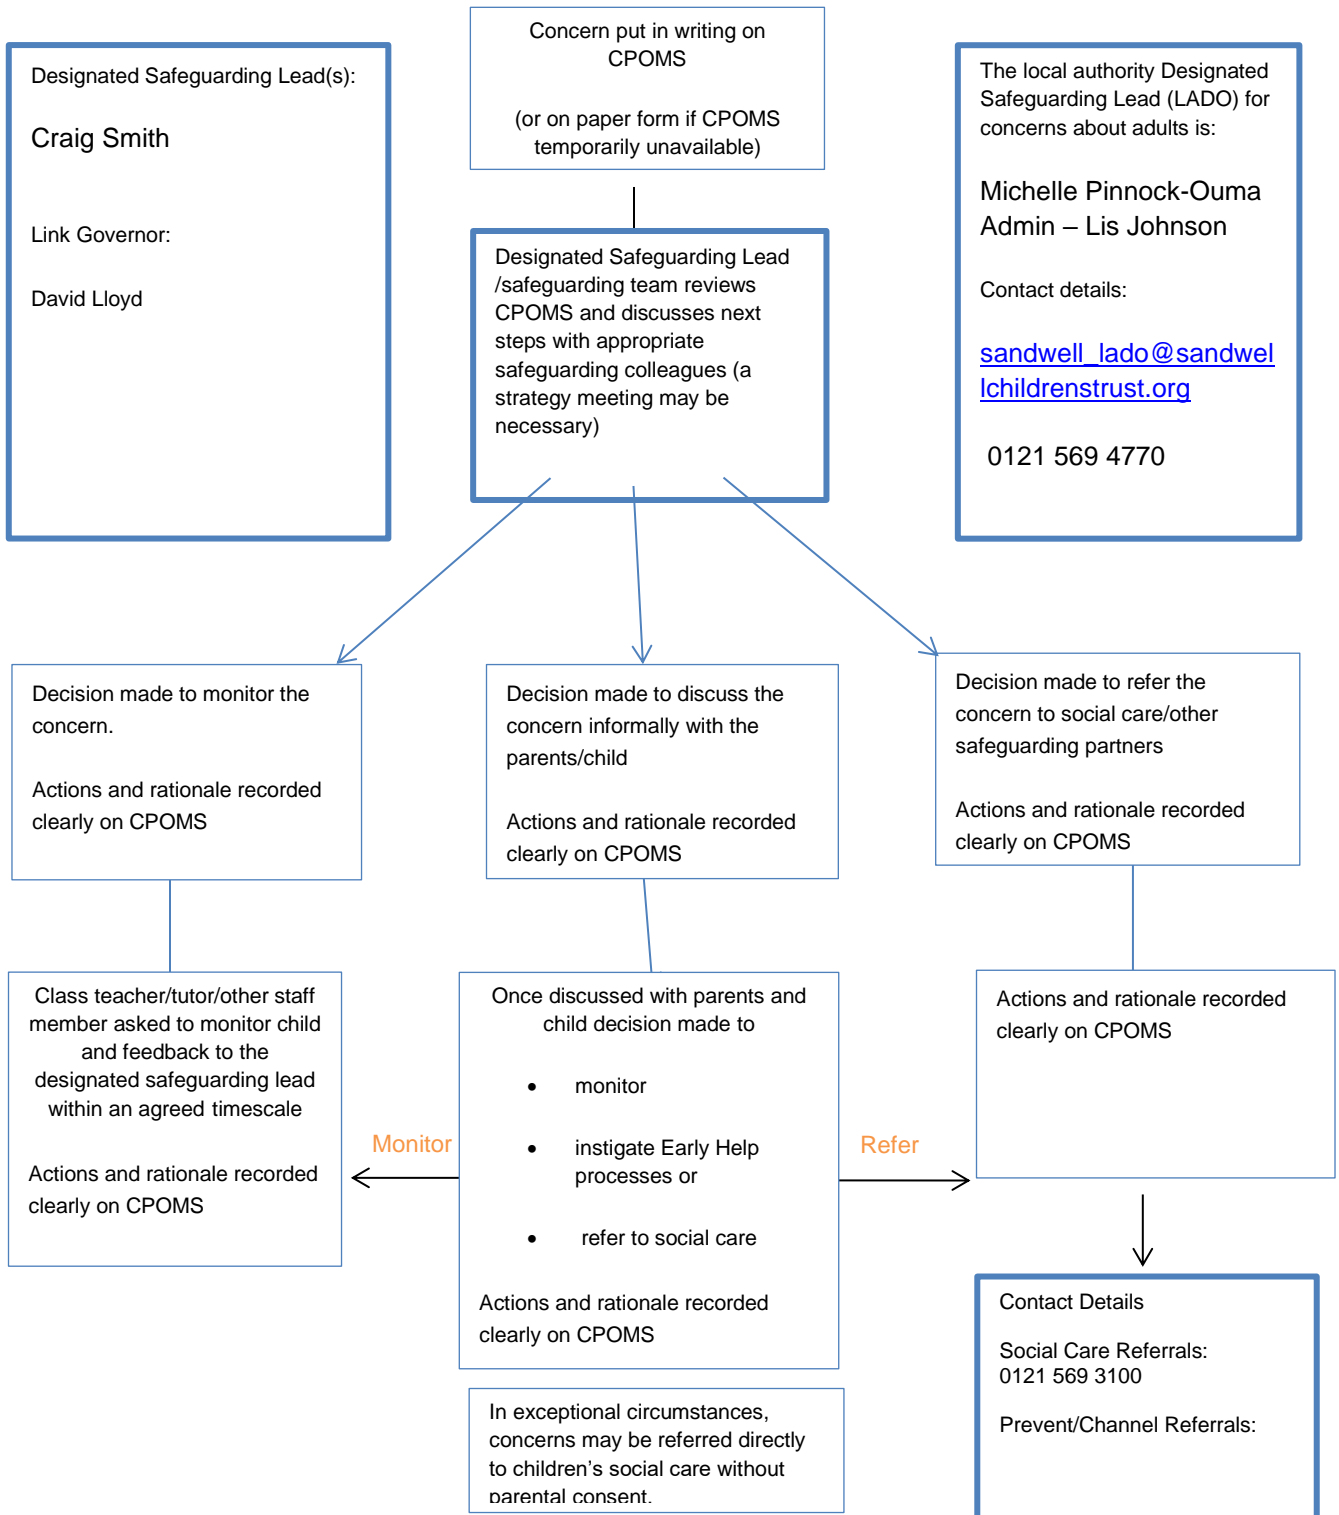 Concern put in writing on
CPOMS
(or on paper form if CPOMS
temporarily unavailable)
Designated Safeguarding Lead(s):
Craig Smith
Link Governor:
David Lloyd
The local authority Designated
Safeguarding Lead (LADO) for
concerns about adults is:
Michelle Pinnock-Ouma
Admin – Lis Johnson
Contact details:
sandwell_lado@sandwel
lchildrenstrust.org
0121 569 4770
Designated Safeguarding Lead
/safeguarding team reviews
CPOMS and discusses next
steps with appropriate
safeguarding colleagues (a
strategy meeting may be
necessary)
Decision made to monitor the
concern.
Actions and rationale recorded
clearly on CPOMS
Decision made to discuss the
concern informally with the
parents/child
Actions and rationale recorded
clearly on CPOMS
Decision made to refer the
concern to social care/other
safeguarding partners
Actions and rationale recorded
clearly on CPOMS
Class teacher/tutor/other staff
member asked to monitor child
and feedback to the
designated safeguarding lead
within an agreed timescale
Actions and rationale recorded
clearly on CPOMS
Monitor
Once discussed with parents and
child decision made to
• monitor
• instigate Early Help
processes or
• refer to social care
Actions and rationale recorded
clearly on CPOMS
Refer
Actions and rationale recorded
clearly on CPOMS
In exceptional circumstances,
concerns may be referred directly
to children’s social care without
parental consent.
Contact Details
Social Care Referrals:
0121 569 3100
Prevent/Channel Referrals: